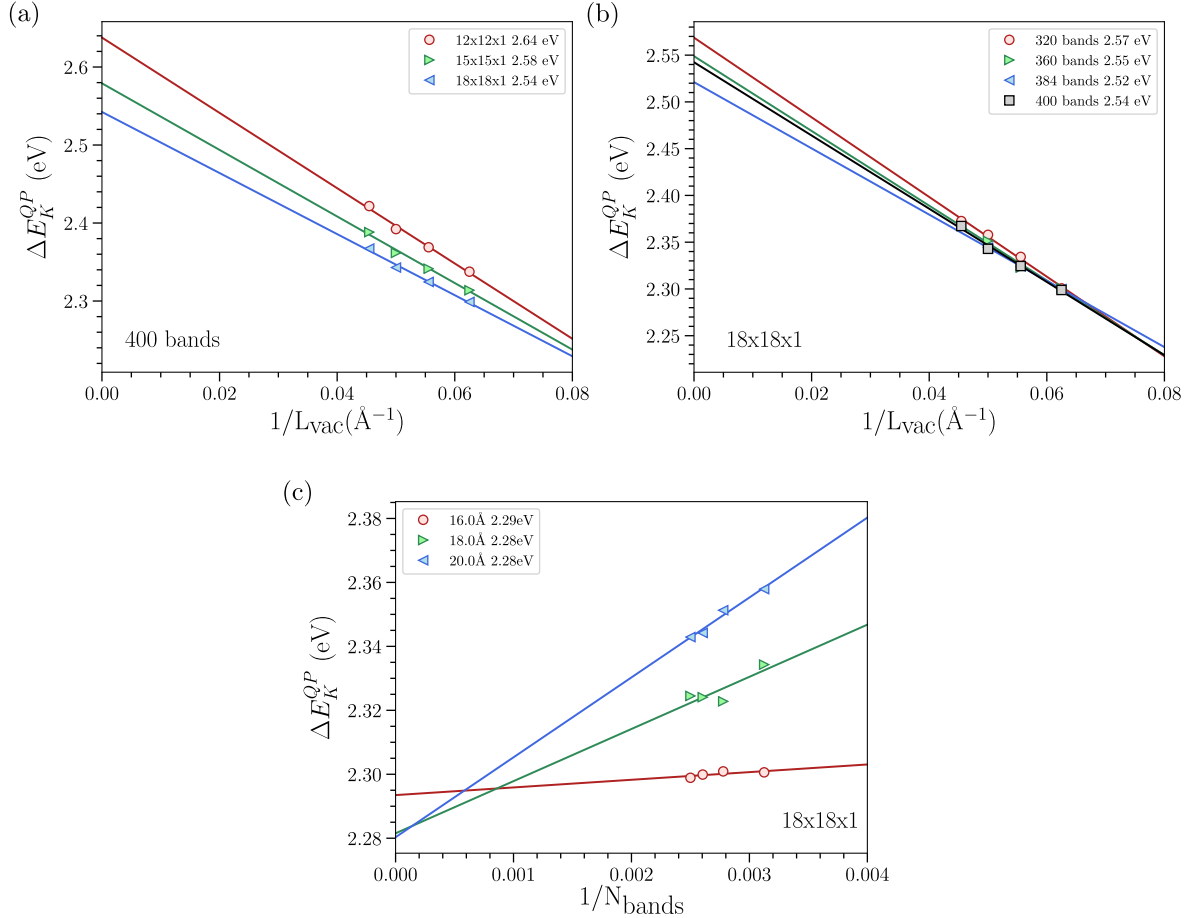 (a)
12x12x1 2.64 eV
15x15x1 2.58 eV
18x18x1 2.54 eV
2.6
2.5
2.4
2.3
ΔE_K^{QP} (eV)
400 bands
0.00 0.02 0.04 0.06 0.08
1/L_vac(Å⁻¹)
(b)
320 bands 2.57 eV
360 bands 2.55 eV
384 bands 2.52 eV
400 bands 2.54 eV
2.55
2.50
2.45
2.40
2.35
2.30
2.25
ΔE_K^{QP} (eV)
18x18x1
0.00 0.02 0.04 0.06 0.08
1/L_vac(Å⁻¹)
(c)
16.0Å 2.29eV
18.0Å 2.28eV
20.0Å 2.28eV
2.38
2.36
2.34
2.32
2.30
2.28
ΔE_K^{QP} (eV)
18x18x1
0.000 0.001 0.002 0.003 0.004
1/N_bands